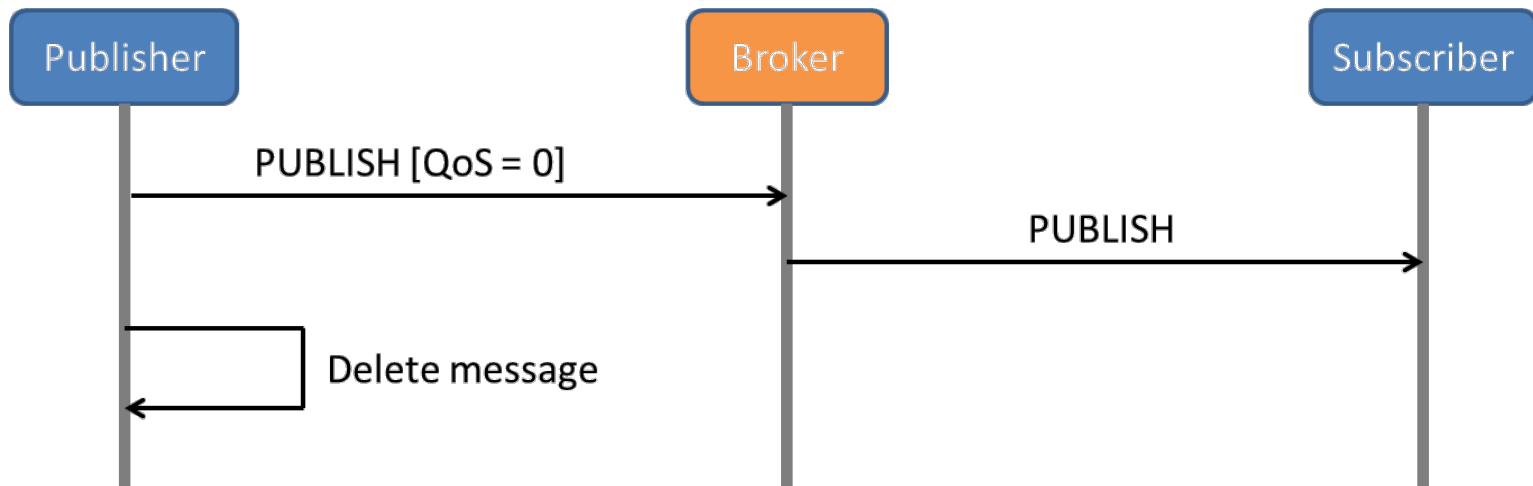 Publisher
Broker
Subscriber
PUBLISH [QoS = 0]
PUBLISH
Delete message